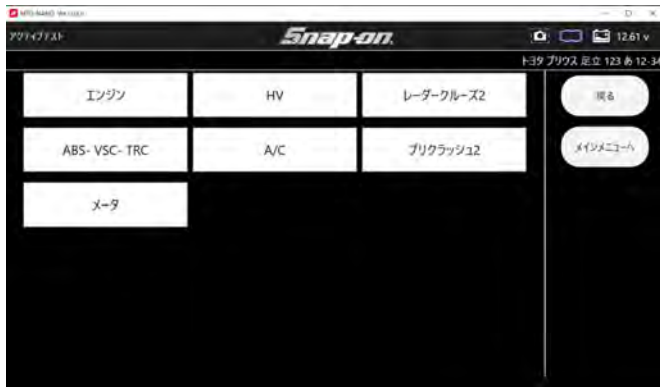 アクティブテスト
Snap-on
12.61 v
トヨタ プリウス 足立 123 あ 12-34
エンジン
HV
レーダークルーズ2
戻る
ABS- VSC- TRC
A/C
プリクラッシュ2
メインメニューへ
メータ